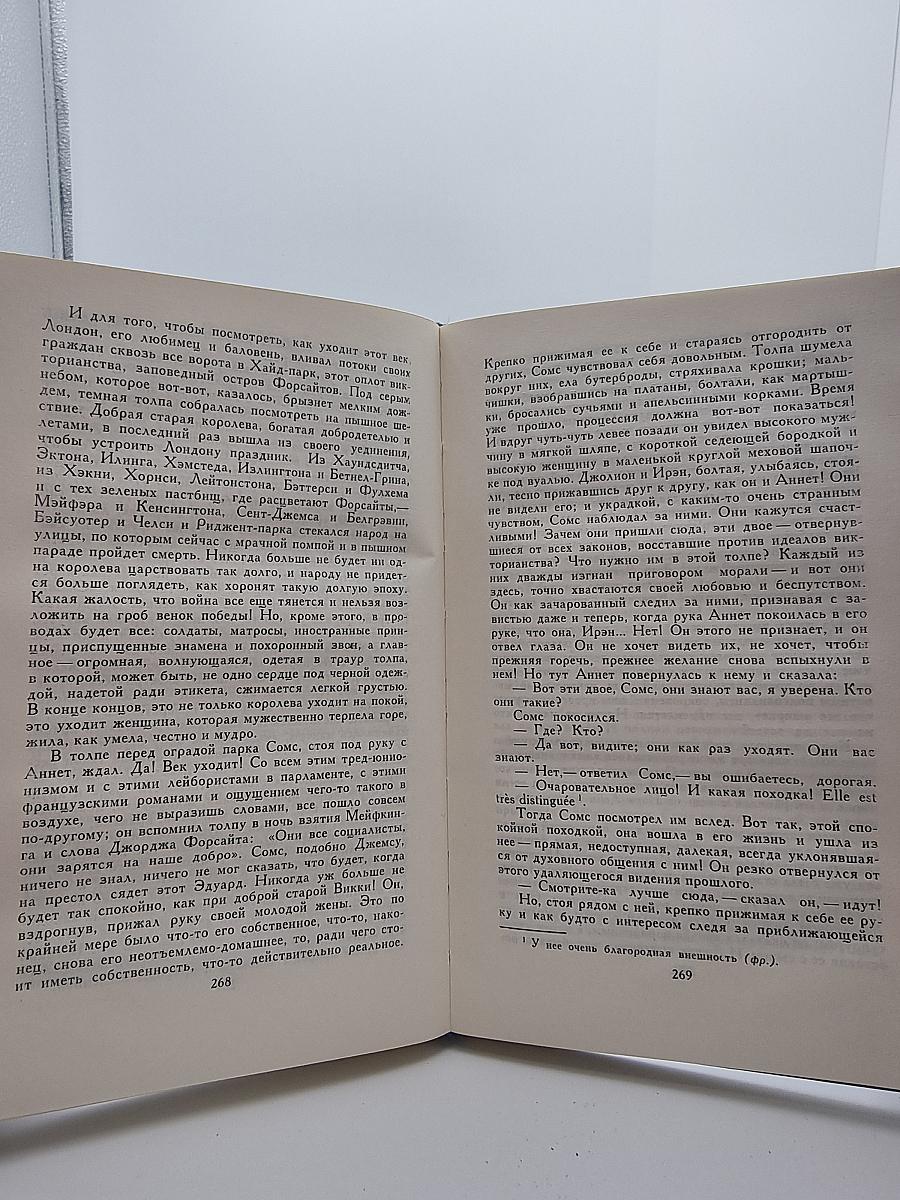 И для того, чтобы посмотреть, как уходит этот век,
Лондон, его любимец и баловень, вливал потоки своих
граждан сквозь все ворота в Хайд-парк, этот оплот вик-
торианства, заповедный остров Форсайтов. Под серым
небом, которое вот-вот, казалось, брызнет мелким дож-
дем, темная толпа собралась посмотреть на пышное ше-
ствие. Добрая старая королева, богатая добродетелью и
летами, в последний раз вышла из своего уединения,
чтобы устроить Лондону праздник. Из Хаундсдитча,
Эктона, Илинга, Хэмстеда, Излингтона и Бетнел-Грина,
из Хэкни, Хорнси, Лейтонстона, Бэттерси и Фулхема
и с тех зеленых пастбищ, где расцветают Форсайты,—
Мэйфэра и Кенсингтона, Сент-Джемса и Белгрэвии,
Бэйсуотер и Челси и Риджент-парка стекался народ на
улицы, по которым сейчас с мрачной помпой и в пышном
параде пройдет смерть. Никогда больше не будет ни од-
на королева царствовать так долго, и народу не придет-
ся больше поглядеть, как хоронят такую долгую эпоху.
Какая жалость, что война все еще тянется и нельзя воз-
ложить на гроб венок победы! Но, кроме этого, в про-
водах будет все: солдаты, матросы, иностранные прин-
цы, приспущенные знамена и похоронный звон, а глав-
ное — огромная, волнующаяся, одетая в траур толпа,
в которой, может быть, не одно сердце под черной одеж-
дой, надетой ради этикета, сжимается легкой грустью.
В конце концов, это не только королева уходит на покой,
это уходит женщина, которая мужественно терпела горе,
жила, как умела, честно и мудро.
В толпе перед оградой парка Сомс, стоя под руку с
Аннет, ждал. Да! Век уходит! Со всем этим тред-юнио-
низмом и с этими лейбористами в парламенте, с этими
французскими романами и ощущением чего-то такого в
воздухе, чего не выразишь словами, все пошло совсем
по-другому; он вспомнил толпу в ночь взятия Мейфкин-
га и слова Джорджа Форсайта: «Они все социалисты,
они зарятся на наше добро». Сомс, подобно Джемсу,
ничего не знал, ничего не мог сказать, что будет, когда
на престол сядет этот Эдуард. Никогда уж больше не
будет так спокойно, как при доброй старой Викки! Он,
вздрогнув, прижал руку своей молодой жены. Это по
крайней мере было что-то его собственное, что-то, нако-
нец, снова его неотъемлемо-домашнее, то, ради чего сто-
ит иметь собственность, что-то действительно реальное.
268
Крепко прижимая ее к себе и стараясь отгородить от
других, Сомс чувствовал себя довольным. Толпа шумела
вокруг них, ела бутерброды, стряхивала крошки; маль-
чишки, взобравшись на платаны, болтали, как мартыш-
ки, бросались сучьями и апельсинными корками. Время
уже прошло, процессия должна вот-вот показаться!
И вдруг чуть-чуть левее позади он увидел высокого муж-
чину в мягкой шляпе, с короткой седеющей бородкой и
высокую женщину в маленькой круглой меховой шапоч-
ке под вуалью. Джолион и Ирэн, болтая, улыбаясь, стоя-
ли, тесно прижавшись друг к другу, как он и Аннет! Они
не видели его; и украдкой, с каким-то очень странным
чувством, Сомс наблюдал за ними. Они кажутся счаст-
ливыми! Зачем они пришли сюда, эти двое — отвернув-
шиеся от всех законов, восставшие против идеалов вик-
торианства? Что нужно им в этой толпе? Каждый из
них дважды изгнан приговором морали — и вот они
здесь, точно хвастаются своей любовью и беспутством.
Он как зачарованный следил за ними, признавая с за-
вистью даже и теперь, когда рука Аннет покоилась в его
руке, что она, Ирэн... Нет! Он этого не признает, и он
отвел глаза. Он не хочет видеть их, не хочет, чтобы
прежняя горечь, прежнее желание снова вспыхнули в
нем! Но тут Аннет повернулась к нему и сказала:
— Вот эти двое, Сомс, они знают вас, я уверена. Кто
они такие?
Сомс покосился.
— Где? Кто?
— Да вот, видите; они как раз уходят. Они вас
знают.
— Нет,— ответил Сомс,— вы ошибаетесь, дорогая.
— Очаровательное лицо! И какая походка! Elle est
très distinguée ¹.
Тогда Сомс посмотрел им вслед. Вот так, этой спо-
койной походкой, она вошла в его жизнь и ушла из
нее — прямая, недоступная, далекая, всегда уклонявшая-
ся от духовного общения с ним! Он резко отвернулся от
этого удаляющегося видения прошлого.
— Смотрите-ка лучше сюда,— сказал он,— идут!
Но, стоя рядом с ней, крепко прижимая к себе ее ру-
ку и как будто с интересом следя за приближающейся
¹ У нее очень благородная внешность (фр.).
269